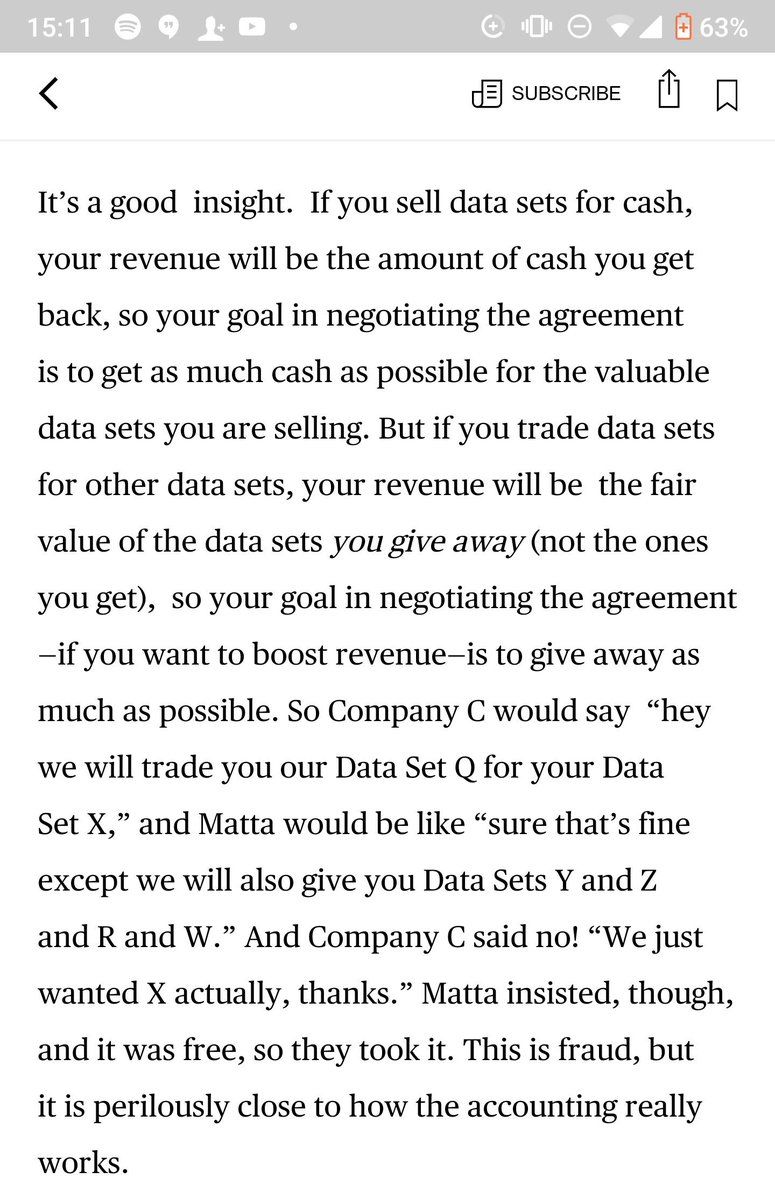 15:11
63%
SUBSCRIBE
It’s a good insight. If you sell data sets for cash,
your revenue will be the amount of cash you get
back, so your goal in negotiating the agreement
is to get as much cash as possible for the valuable
data sets you are selling. But if you trade data sets
for other data sets, your revenue will be the fair
value of the data sets you give away (not the ones
you get), so your goal in negotiating the agreement
—if you want to boost revenue—is to give away as
much as possible. So Company C would say “hey
we will trade you our Data Set Q for your Data
Set X,” and Matta would be like “sure that’s fine
except we will also give you Data Sets Y and Z
and R and W.” And Company C said no! “We just
wanted X actually, thanks.” Matta insisted, though,
and it was free, so they took it. This is fraud, but
it is perilously close to how the accounting really
works.